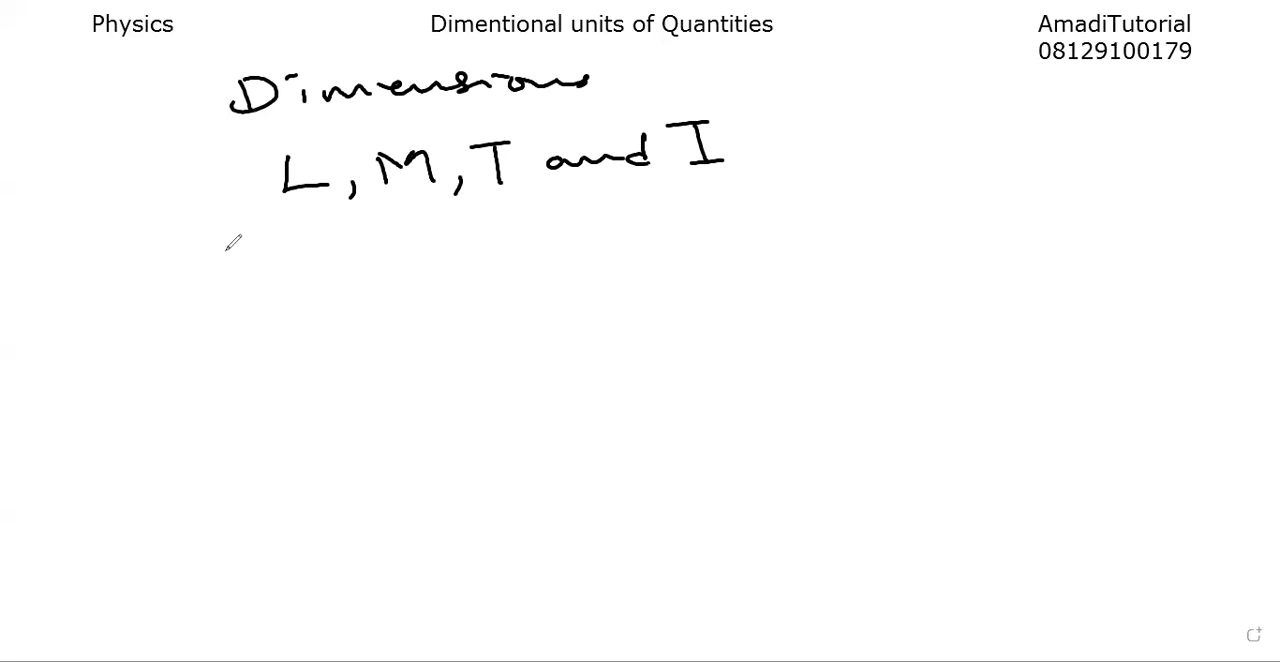 Physics
Dimentional units of Quantities
AmadiTutorial
08129100179
Dimensions
L, M, T and I